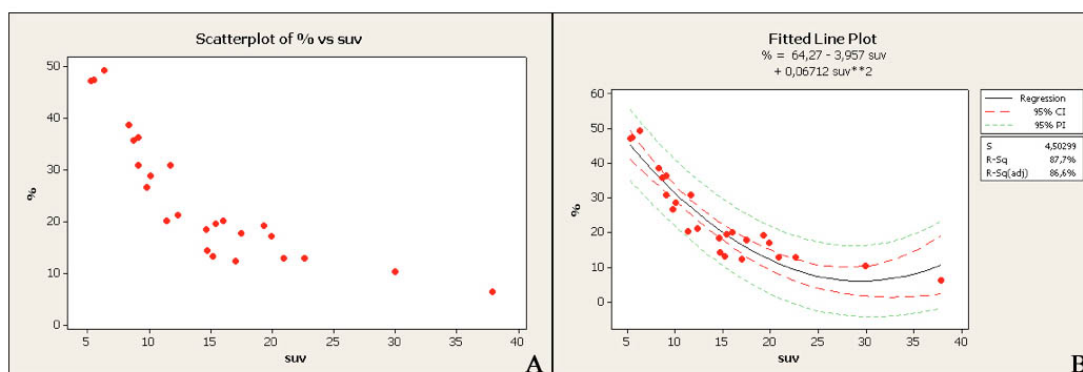 Scatterplot of % vs suv
50
40
30
20
10
0
%
5
10
15
20
25
30
35
40
suv
A
Fitted Line Plot
% = 64,27 - 3,957 suv
+ 0,06712 suv**2
60
50
40
30
20
10
0
%
5
10
15
20
25
30
35
40
suv
Regression
95% CI
95% PI
S 4,50299
R-Sq 87,7%
R-Sq(adj) 86,6%
B